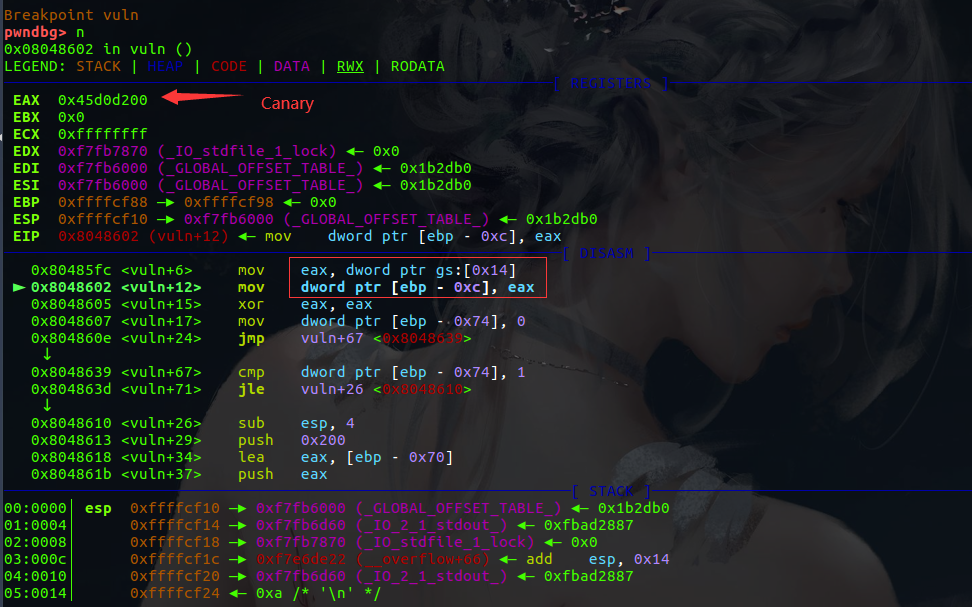 Breakpoint vuln
pwndbg> n
0x08048602 in vuln ()
LEGEND: STACK | HEAP | CODE | DATA | RWX | RODATA
[ REGISTERS ]
EAX  0x45d0d200
Canary
EBX  0x0
ECX  0xffffffff
EDX  0xf7fb7870 (_IO_stdfile_1_lock) ◂— 0x0
EDI  0xf7fb6000 (_GLOBAL_OFFSET_TABLE_) ◂— 0x1b2db0
ESI  0xf7fb6000 (_GLOBAL_OFFSET_TABLE_) ◂— 0x1b2db0
EBP  0xffffcf88 —▸ 0xffffcf98 ◂— 0x0
ESP  0xffffcf10 —▸ 0xf7fb6000 (_GLOBAL_OFFSET_TABLE_) ◂— 0x1b2db0
EIP  0x8048602 (vuln+12) ◂— mov    dword ptr [ebp - 0xc], eax
[ DISASM ]
0x80485fc <vuln+6>     mov    eax, dword ptr gs:[0x14]
► 0x8048602 <vuln+12>    mov    dword ptr [ebp - 0xc], eax
0x8048605 <vuln+15>    xor    eax, eax
0x8048607 <vuln+17>    mov    dword ptr [ebp - 0x74], 0
0x804860e <vuln+24>    jmp    vuln+67 <0x8048639>
↓
0x8048639 <vuln+67>    cmp    dword ptr [ebp - 0x74], 1
0x804863d <vuln+71>    jle    vuln+26 <0x8048610>
↓
0x8048610 <vuln+26>    sub    esp, 4
0x8048613 <vuln+29>    push   0x200
0x8048618 <vuln+34>    lea    eax, [ebp - 0x70]
0x804861b <vuln+37>    push   eax
[ STACK ]
00:0000│ esp  0xffffcf10 —▸ 0xf7fb6000 (_GLOBAL_OFFSET_TABLE_) ◂— 0x1b2db0
01:0004│      0xffffcf14 —▸ 0xf7fb6d60 (_IO_2_1_stdout_) ◂— 0xfbad2887
02:0008│      0xffffcf18 —▸ 0xf7fb7870 (_IO_stdfile_1_lock) ◂— 0x0
03:000c│      0xffffcf1c —▸ (__overflow+66) ◂— add    esp, 0x14
04:0010│      0xffffcf20 —▸ 0xf7fb6d60 (_IO_2_1_stdout_) ◂— 0xfbad2887
05:0014│      0xffffcf24 ◂— 0xa /* '\n' */